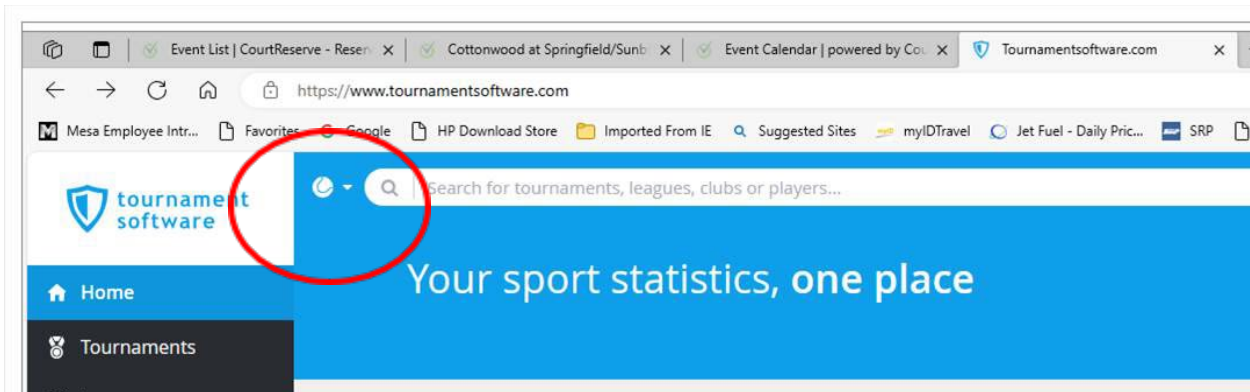 Event List | CourtReserve - Reser
Cottonwood at Springfield/Sunb
Event Calendar | powered by Cou
Tournamentsoftware.com
https://www.tournamentsoftware.com
Mesa Employee Intr...
Favorites
Google
HP Download Store
Imported From IE
Suggested Sites
myIDTravel
Jet Fuel - Daily Pric...
SRP
tournament
software
Search for tournaments, leagues, clubs or players...
Your sport statistics, one place
Home
Tournaments